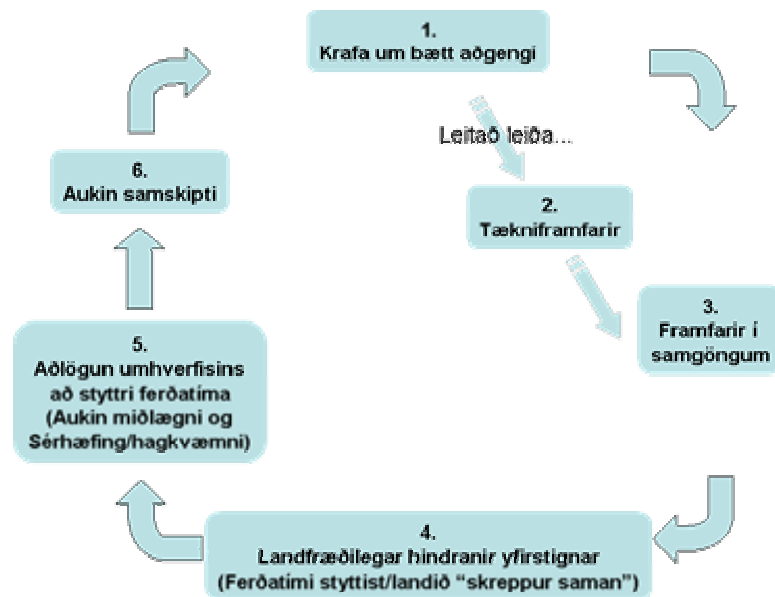 1.
Krafa um bætt aðgengi
Leitað leiða...
2.
Tækniframfarir
3.
Framfarir í
samgöngum
4.
Landfræðilegar hindranir yfirstignar
(Ferðatími styttist/landið “skreppur saman”)
5.
Aðlögun umhverfisins
að styttri ferðatíma
(Aukin miðlægni og
Sérhæfing/hagkvæmni)
6.
Aukin samskipti